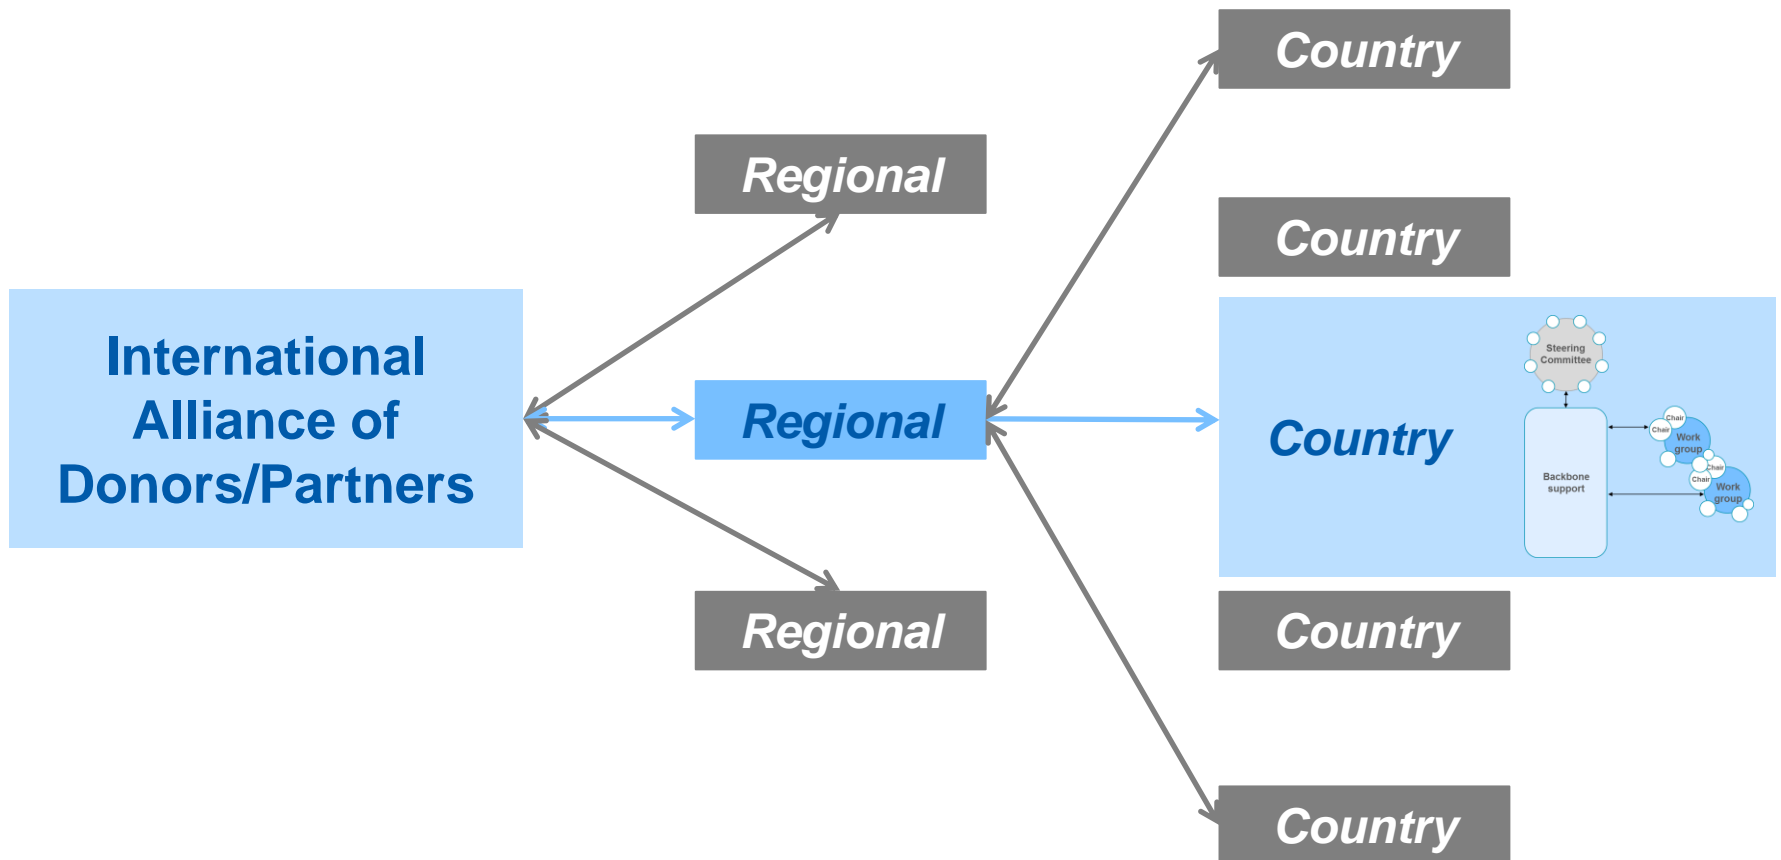 International
Alliance of
Donors/Partners
Regional
Regional
Regional
Country
Country
Country
Steering
Committee
Backbone
support
Chair
Chair
Work
group
Chair
Chair
Work
group
Country
Country